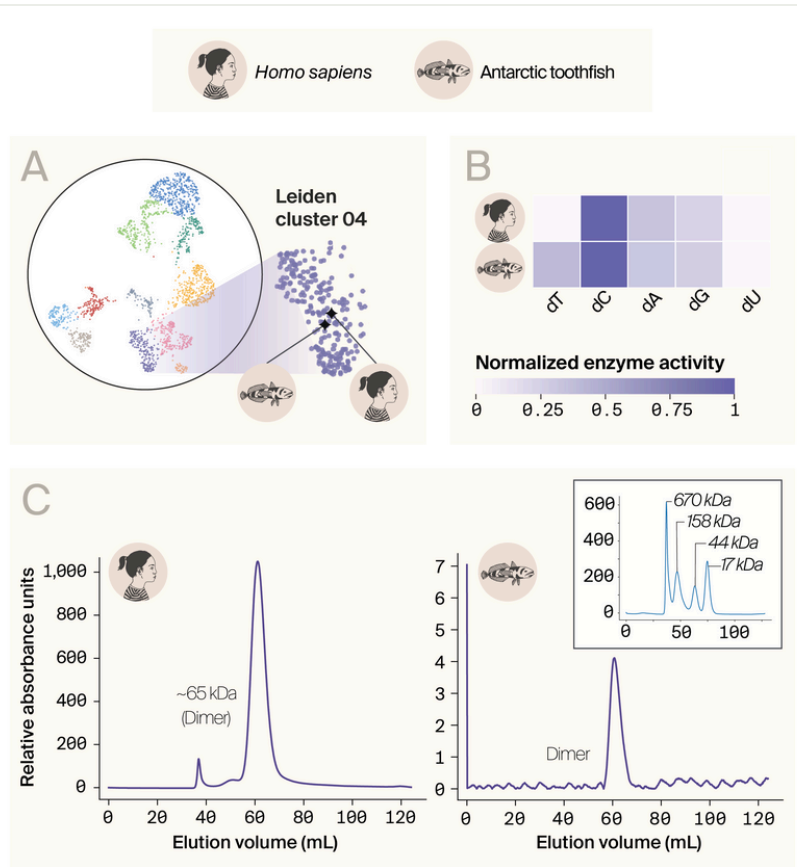 Homo sapiens
Antarctic toothfish
A
Leiden
cluster 04
B
dT dC dA dG dU
Normalized enzyme activity
0 0.25 0.5 0.75 1
C
Relative absorbance units
1,000
800
600
400
200
0
~65 kDa
(Dimer)
0 20 40 60 80 100 120
Elution volume (mL)
7
6
5
4
3
2
1
0
Dimer
0 20 40 60 80 100 120
Elution volume (mL)
600
400
200
0
670 kDa
158 kDa
44 kDa
17 kDa
0 50 100